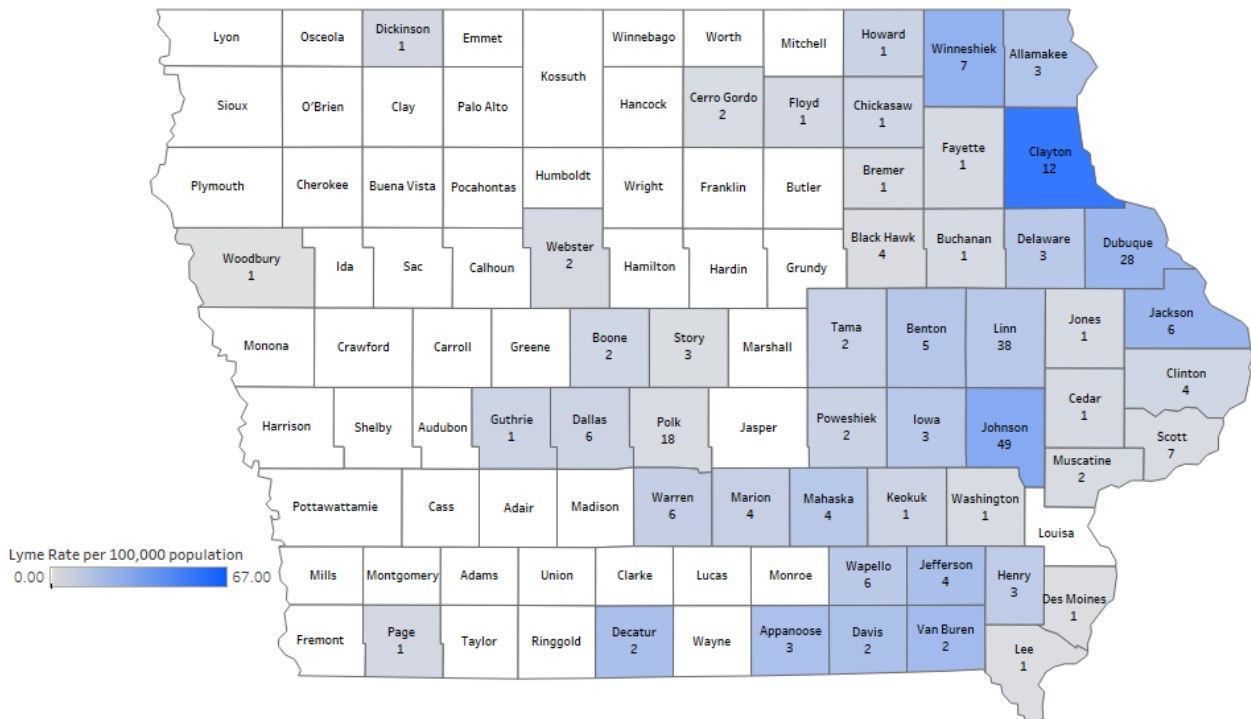 Lyon
Osceola
Dickinson
1
Emmet
Winnebago
Worth
Mitchell
Howard
1
Winneshiek
7
Allamakee
3
Kossuth
Sioux
O'Brien
Clay
Palo Alto
Hancock
Cerro Gordo
2
Floyd
1
Chickasaw
1
Fayette
1
Clayton
12
Plymouth
Cherokee
Buena Vista
Pocahontas
Humboldt
Wright
Franklin
Butler
Bremer
1
Woodbury
1
Ida
Sac
Calhoun
Webster
2
Hamilton
Hardin
Grundy
Black Hawk
4
Buchanan
1
Delaware
3
Dubuque
28
Monona
Crawford
Carroll
Greene
Boone
2
Story
3
Marshall
Tama
2
Benton
5
Linn
38
Jones
1
Jackson
6
Clinton
4
Harrison
Shelby
Audubon
Guthrie
1
Dallas
6
Polk
18
Jasper
Poweshiek
2
Iowa
3
Johnson
49
Cedar
1
Scott
7
Muscatine
2
Pottawattamie
Cass
Adair
Madison
Warren
6
Marion
4
Mahaska
4
Keokuk
1
Washington
1
Louisa
Lyme Rate per 100,000 population
0.00
67.00
Mills
Montgomery
Adams
Union
Clarke
Lucas
Monroe
Wapello
6
Jefferson
4
Henry
3
Des Moines
1
Fremont
Page
1
Taylor
Ringgold
Decatur
2
Wayne
Appanoose
3
Davis
2
Van Buren
2
Lee
1